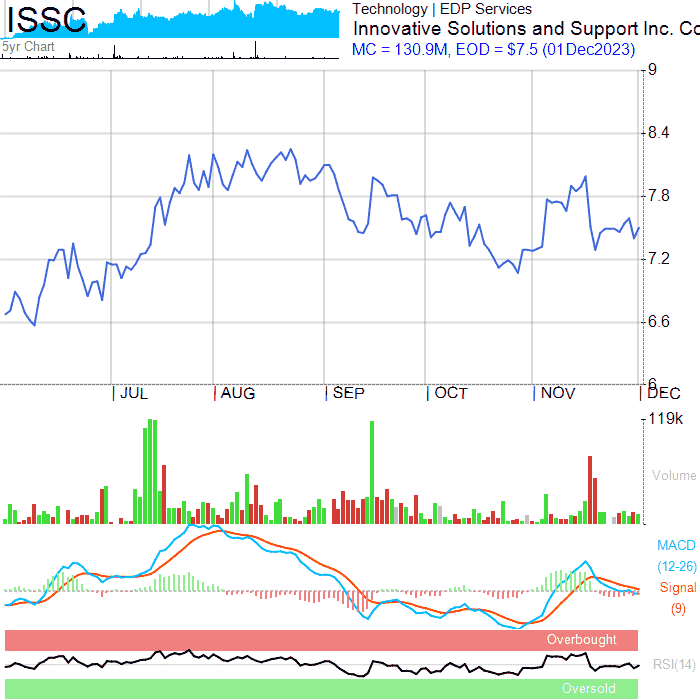 ISSC
5yr Chart
Technology | EDP Services
Innovative Solutions and Support Inc. Co
MC = 130.9M, EOD = $7.5 (01Dec2023)
9
8.4
7.8
7.2
6.6
6
JUL AUG SEP OCT NOV DEC
119k
Volume
MACD
(12-26)
Signal
(9)
Overbought
RSI(14)
Oversold